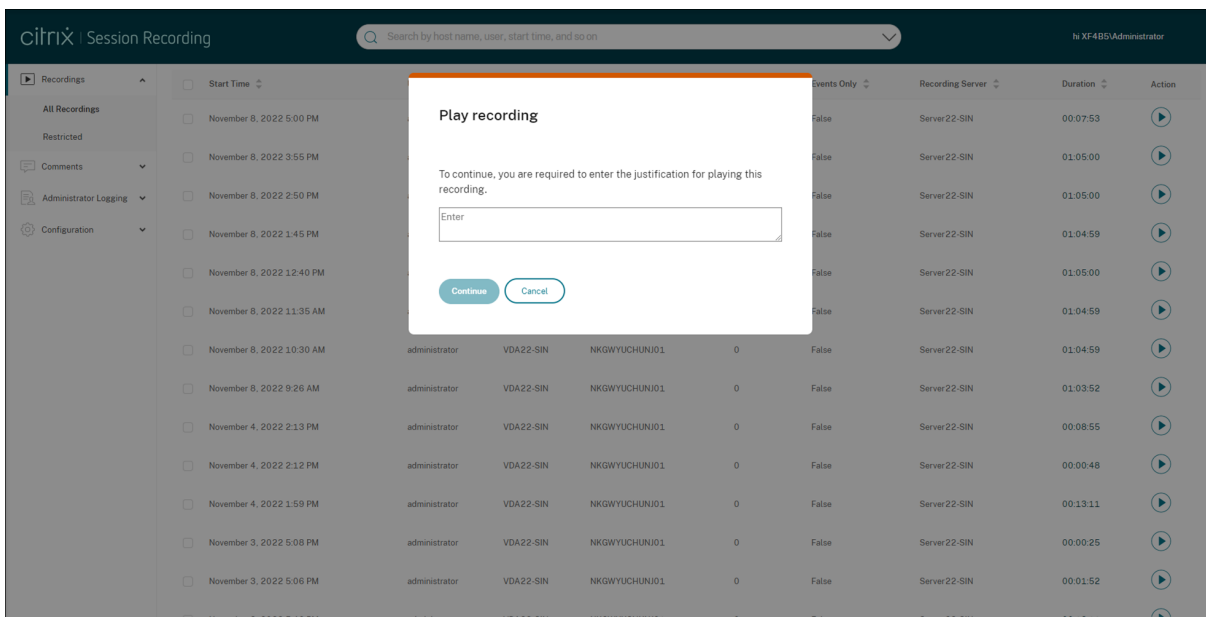 citrix | Session Recording
Search by host name, user, start time, and so on
hi XF4B5\Administrator
Recordings
Start Time
Events Only
Recording Server
Duration
Action
All Recordings
Restricted
Comments
Administrator Logging
Configuration
Play recording
To continue, you are required to enter the justification for playing this
recording.
Enter
Continue
Cancel
November 8, 2022 5:00 PM False Server22-SIN 00:07:53
November 8, 2022 3:55 PM False Server22-SIN 01:05:00
November 8, 2022 2:50 PM False Server22-SIN 01:05:00
November 8, 2022 1:45 PM False Server22-SIN 01:04:59
November 8, 2022 12:40 PM False Server22-SIN 01:05:00
November 8, 2022 11:35 AM False Server22-SIN 01:04:59
November 8, 2022 10:30 AM administrator VDA22-SIN NKGWYUCHUNJ01 0 False Server22-SIN 01:04:59
November 8, 2022 9:26 AM administrator VDA22-SIN NKGWYUCHUNJ01 0 False Server22-SIN 01:03:52
November 4, 2022 2:13 PM administrator VDA22-SIN NKGWYUCHUNJ01 0 False Server22-SIN 00:08:55
November 4, 2022 2:12 PM administrator VDA22-SIN NKGWYUCHUNJ01 0 False Server22-SIN 00:00:48
November 4, 2022 1:59 PM administrator VDA22-SIN NKGWYUCHUNJ01 0 False Server22-SIN 00:13:11
November 3, 2022 5:08 PM administrator VDA22-SIN NKGWYUCHUNJ01 0 False Server22-SIN 00:00:25
November 3, 2022 5:06 PM administrator VDA22-SIN NKGWYUCHUNJ01 0 False Server22-SIN 00:01:52